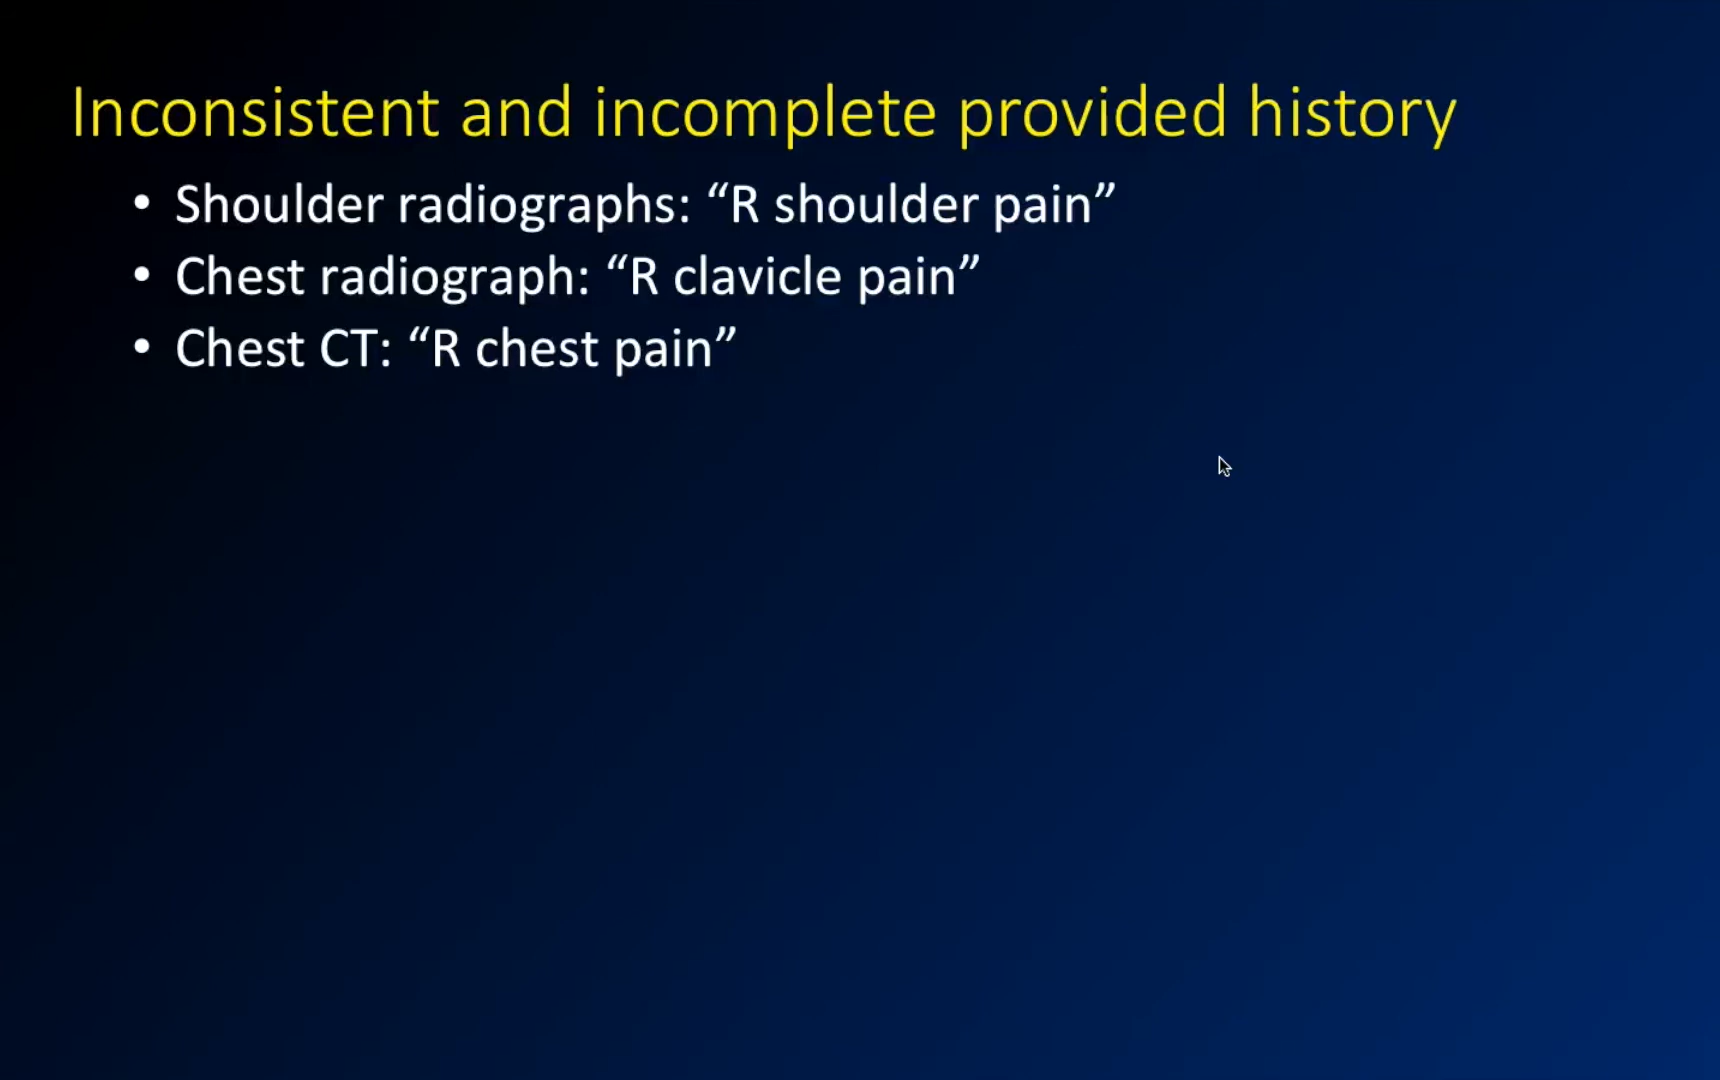 Inconsistent and incomplete provided history
• Shoulder radiographs: “R shoulder pain”
• Chest radiograph: “R clavicle pain”
• Chest CT: “R chest pain”